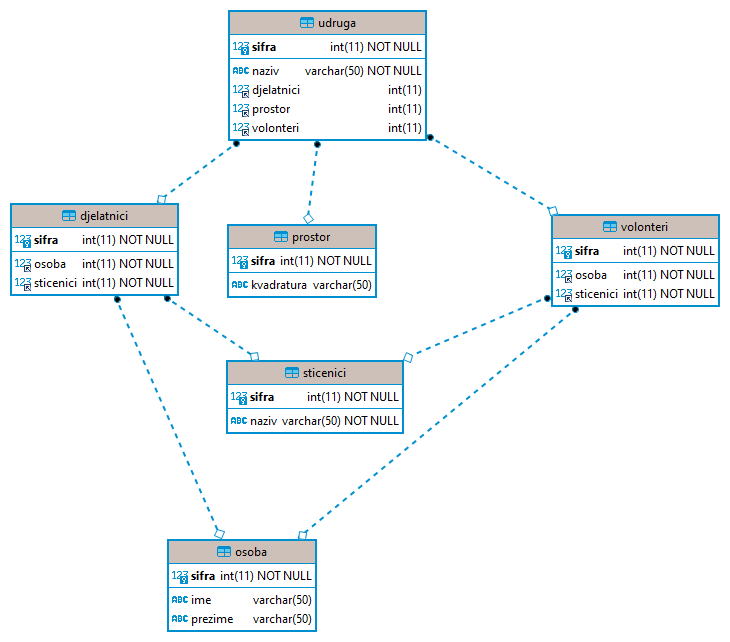 udruga
123 sifra int(11) NOT NULL
ABC naziv varchar(50) NOT NULL
123 djelatnici int(11)
123 prostor int(11)
123 volonteri int(11)
djelatnici
123 sifra int(11) NOT NULL
123 osoba int(11) NOT NULL
123 sticenici int(11) NOT NULL
prostor
123 sifra int(11) NOT NULL
ABC kvadratura varchar(50)
volonteri
123 sifra int(11) NOT NULL
123 osoba int(11) NOT NULL
123 sticenici int(11) NOT NULL
sticenici
123 sifra int(11) NOT NULL
ABC naziv varchar(50) NOT NULL
osoba
123 sifra int(11) NOT NULL
ABC ime varchar(50)
ABC prezime varchar(50)